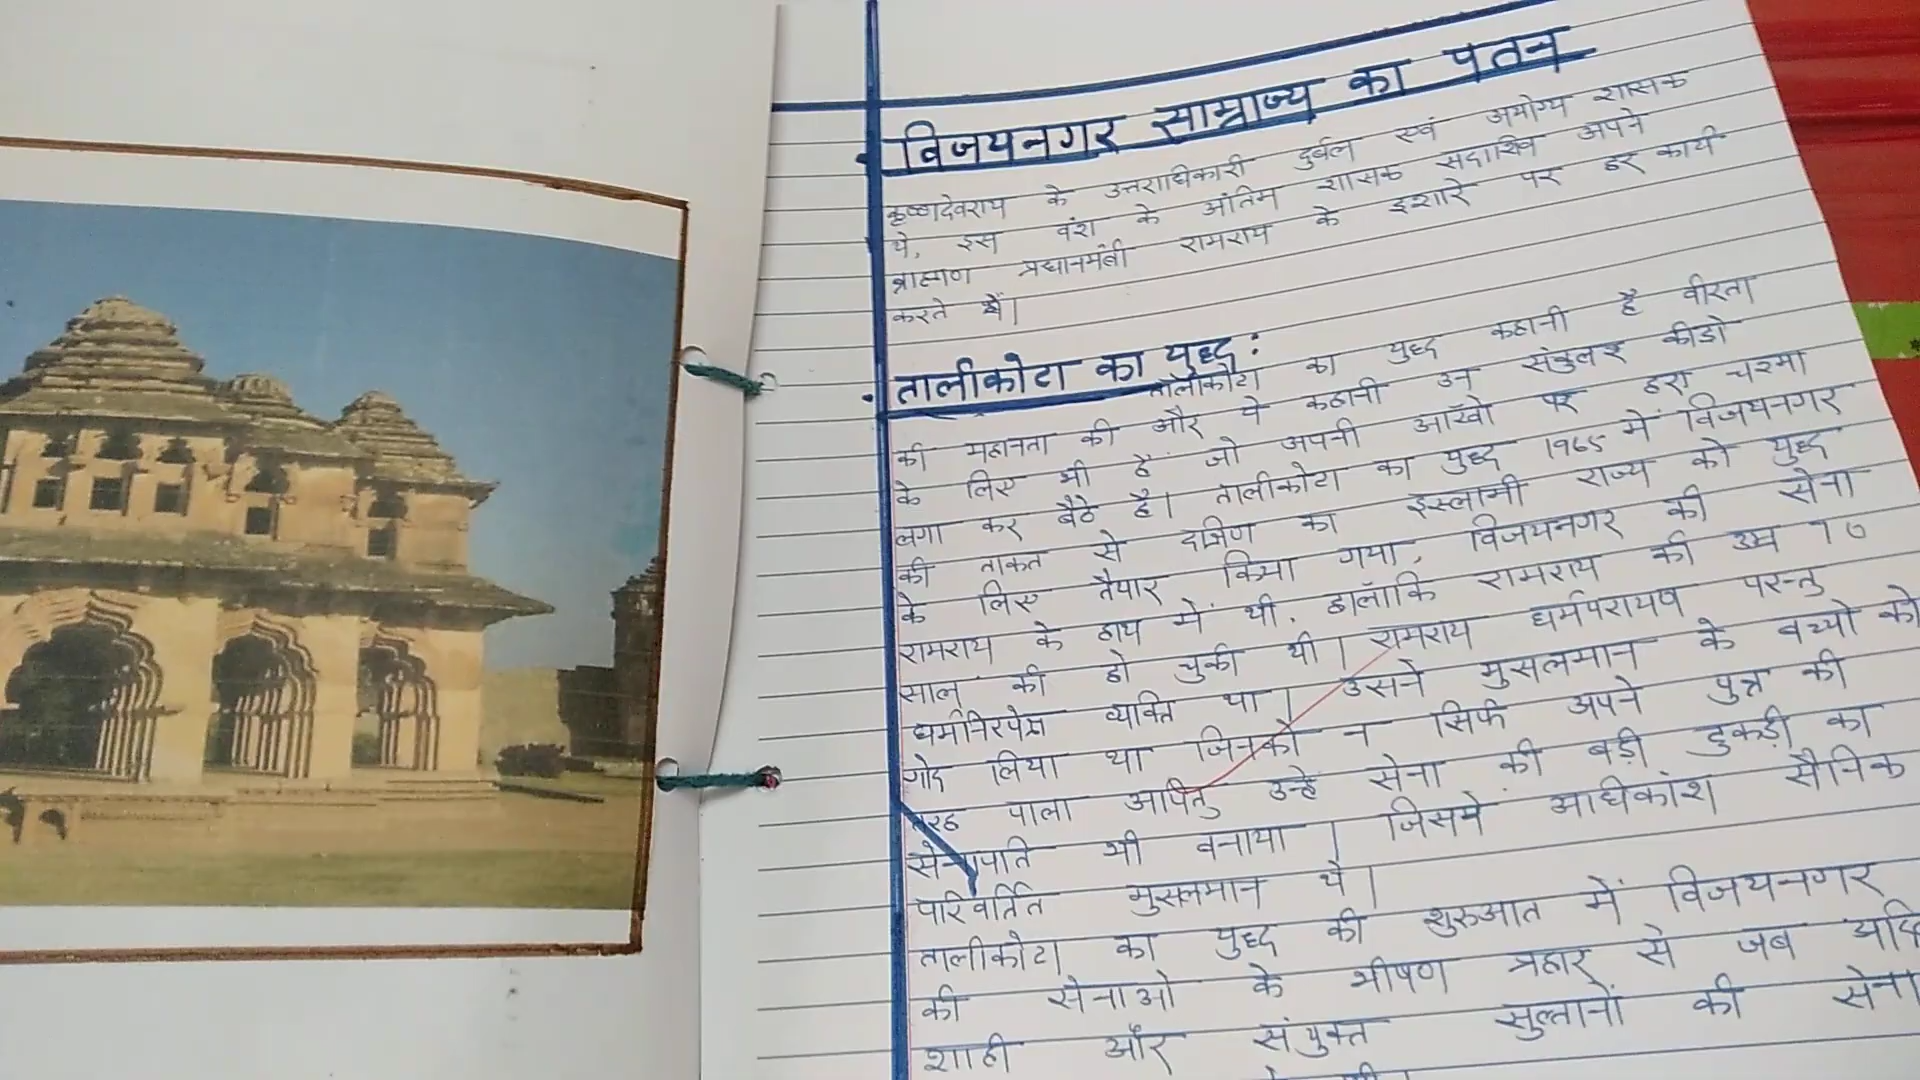 विजयनगर साम्राज्य का पतन
कृष्णदेवराय के उत्तराधिकारी दुर्बल एवं अयोग्य शासक
थे, इस वंश के अंतिम शासक सदाशिव अपने
ब्राह्मण प्रधानमंत्री रामराय के इशारे पर हर कार्य
करते थे।
तालीकोटा का युद्ध :
तालीकोटा का युद्ध कहानी है वीरता
की महानता की और ये कहानी उन संकुलर कीडो
के लिए भी है जो अपनी आखो पर हरा चश्मा
लगा कर बैठे है। तालीकोटा का युद्ध 1965 में विजयनगर
की ताकत से दक्षिण का इस्लामी राज्य को युद्ध
के लिए तैयार किया गया, विजयनगर की सेना
रामराय के हाथ में थी. हालॉकि रामराय की उम्र 70
साल की हो चुकी थी। रामराय धर्मपरायण परन्तु
धर्मनिरपेक्ष व्यक्ति था। उसने मुसलमान के बच्चो को
गोद लिया था जिनको न सिर्फ अपने पुत्र की
तरह पाला अपितु उन्हे सेना की बड़ी टुकड़ी का
सेनापति भी बनाया। जिसमे अधिकांश सैनिक
परिवर्तित मुसलमान थे।
तालीकोटा का युद्ध की शुरुआत में विजयनगर
की सेनाओ के भीषण प्रहार से जब यदि
शाही और संयुक्त सुल्तानों की सेना